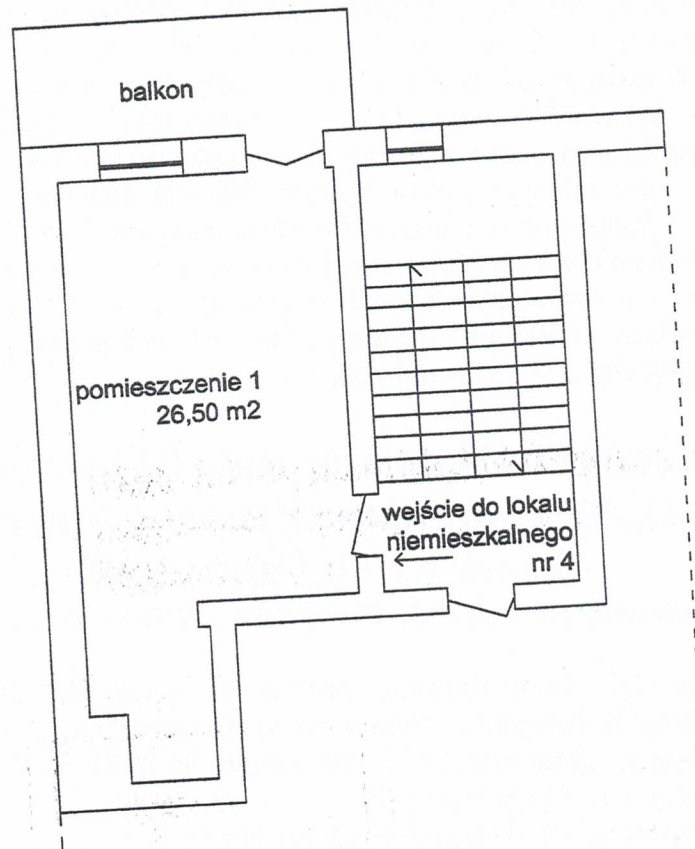 balkon
pomieszczenie 1
26,50 m2
wejście do lokalu
niemieszkalnego
nr 4